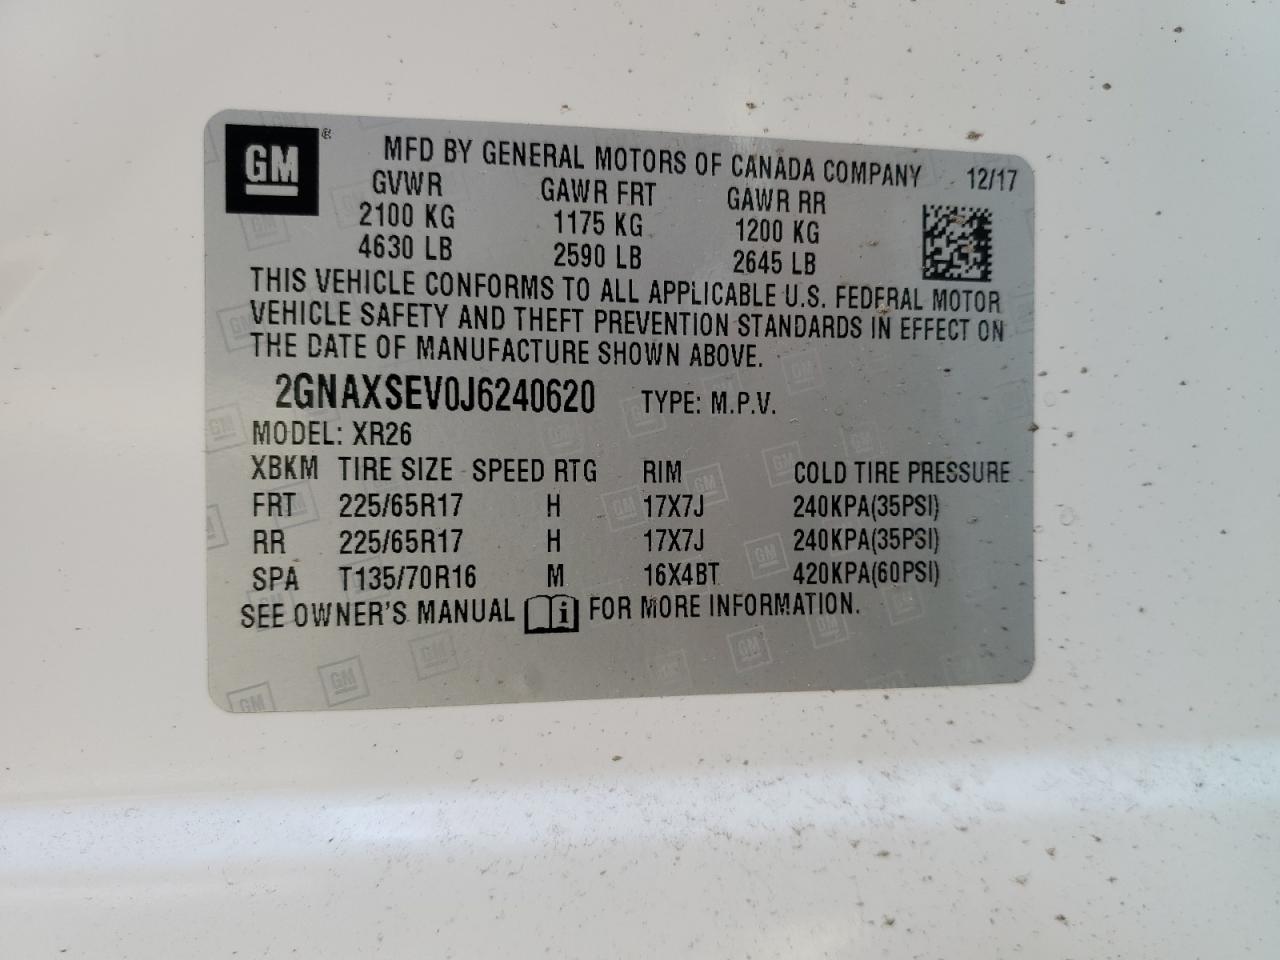 GM ®
MFD BY GENERAL MOTORS OF CANADA COMPANY 12/17
GVWR GAWR FRT GAWR RR
2100 KG 1175 KG 1200 KG
4630 LB 2590 LB 2645 LB
THIS VEHICLE CONFORMS TO ALL APPLICABLE U.S. FEDERAL MOTOR
VEHICLE SAFETY AND THEFT PREVENTION STANDARDS IN EFFECT ON
THE DATE OF MANUFACTURE SHOWN ABOVE.
2GNAXSEV0J6240620 TYPE: M.P.V.
MODEL: XR26
XBKM TIRE SIZE SPEED RTG RIM COLD TIRE PRESSURE
FRT 225/65R17 H 17X7J 240KPA(35PSI)
RR 225/65R17 H 17X7J 240KPA(35PSI)
SPA T135/70R16 M 16X4BT 420KPA(60PSI)
SEE OWNER'S MANUAL i FOR MORE INFORMATION.